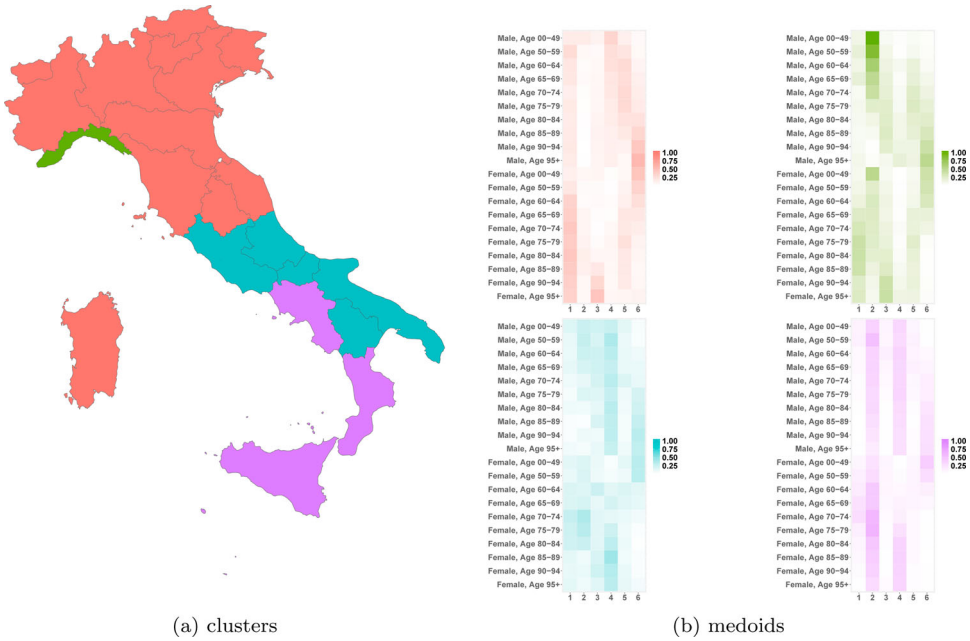 Male, Age 00−49
Male, Age 50−59
Male, Age 60−64
Male, Age 65−69
Male, Age 70−74
Male, Age 75−79
Male, Age 80−84
Male, Age 85−89
Male, Age 90−94
Male, Age 95+
Female, Age 00−49
Female, Age 50−59
Female, Age 60−64
Female, Age 65−69
Female, Age 70−74
Female, Age 75−79
Female, Age 80−84
Female, Age 85−89
Female, Age 90−94
Female, Age 95+
1 2 3 4 5 6
1.00
0.75
0.50
0.25
Male, Age 00−49
Male, Age 50−59
Male, Age 60−64
Male, Age 65−69
Male, Age 70−74
Male, Age 75−79
Male, Age 80−84
Male, Age 85−89
Male, Age 90−94
Male, Age 95+
Female, Age 00−49
Female, Age 50−59
Female, Age 60−64
Female, Age 65−69
Female, Age 70−74
Female, Age 75−79
Female, Age 80−84
Female, Age 85−89
Female, Age 90−94
Female, Age 95+
1 2 3 4 5 6
1.00
0.75
0.50
0.25
Male, Age 00−49
Male, Age 50−59
Male, Age 60−64
Male, Age 65−69
Male, Age 70−74
Male, Age 75−79
Male, Age 80−84
Male, Age 85−89
Male, Age 90−94
Male, Age 95+
Female, Age 00−49
Female, Age 50−59
Female, Age 60−64
Female, Age 65−69
Female, Age 70−74
Female, Age 75−79
Female, Age 80−84
Female, Age 85−89
Female, Age 90−94
Female, Age 95+
1 2 3 4 5 6
1.00
0.75
0.50
0.25
Male, Age 00−49
Male, Age 50−59
Male, Age 60−64
Male, Age 65−69
Male, Age 70−74
Male, Age 75−79
Male, Age 80−84
Male, Age 85−89
Male, Age 90−94
Male, Age 95+
Female, Age 00−49
Female, Age 50−59
Female, Age 60−64
Female, Age 65−69
Female, Age 70−74
Female, Age 75−79
Female, Age 80−84
Female, Age 85−89
Female, Age 90−94
Female, Age 95+
1 2 3 4 5 6
1.00
0.75
0.50
0.25
(a) clusters
(b) medoids